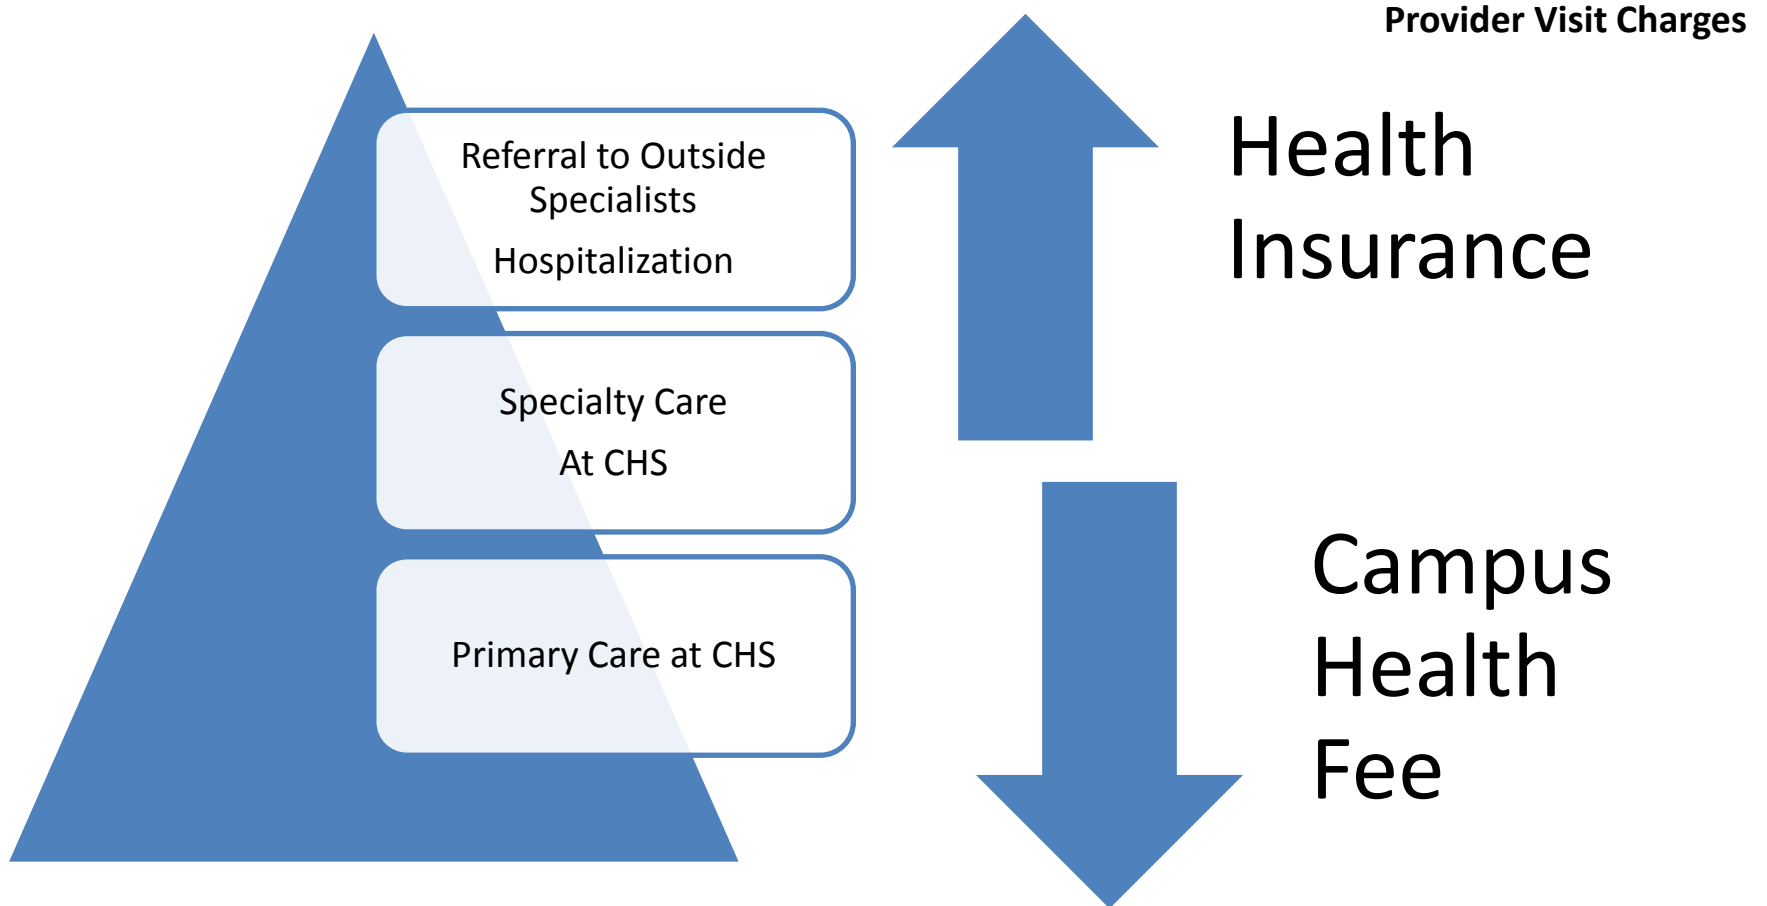 Provider Visit Charges
Referral to Outside
Specialists
Hospitalization
Specialty Care
At CHS
Primary Care at CHS
Health
Insurance
Campus
Health
Fee